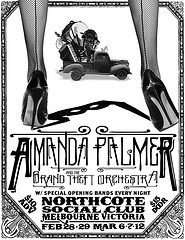 AMANDA PALMER
AND THE
GRAND THEFT ORCHESTRA
W/ SPECIAL OPENING BANDS EVERY NIGHT
NORTHCOTE
SOCIAL CLUB
MELBOURNE VICTORIA
FEB 28-29 MAR 6-7-12